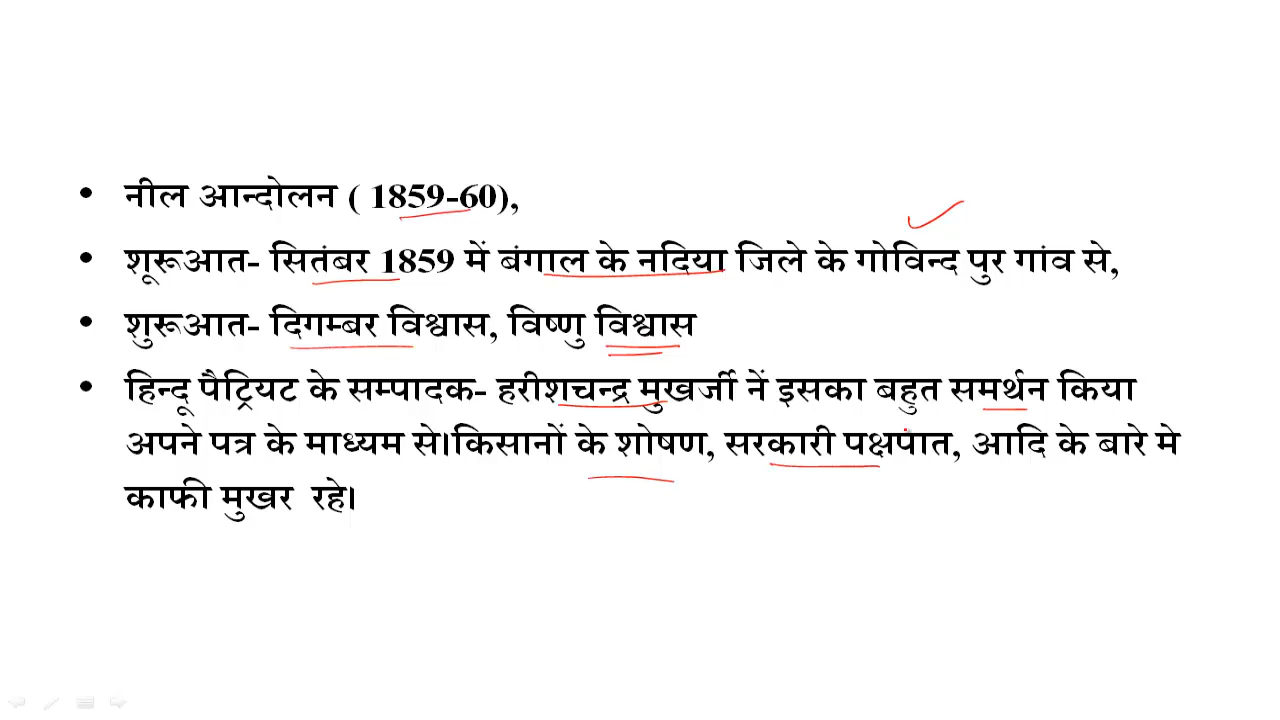 • नील आन्दोलन ( 1859-60),
• शूरूआत- सितंबर 1859 में बंगाल के नदिया जिले के गोविन्द पुर गांव से,
• शुरूआत- दिगम्बर विश्वास, विष्णु विश्वास
• हिन्दू पैट्रियट के सम्पादक- हरीशचन्द्र मुखर्जी नें इसका बहुत समर्थन किया
अपने पत्र के माध्यम से।किसानों के शोषण, सरकारी पक्षपात, आदि के बारे मे
काफी मुखर रहे।